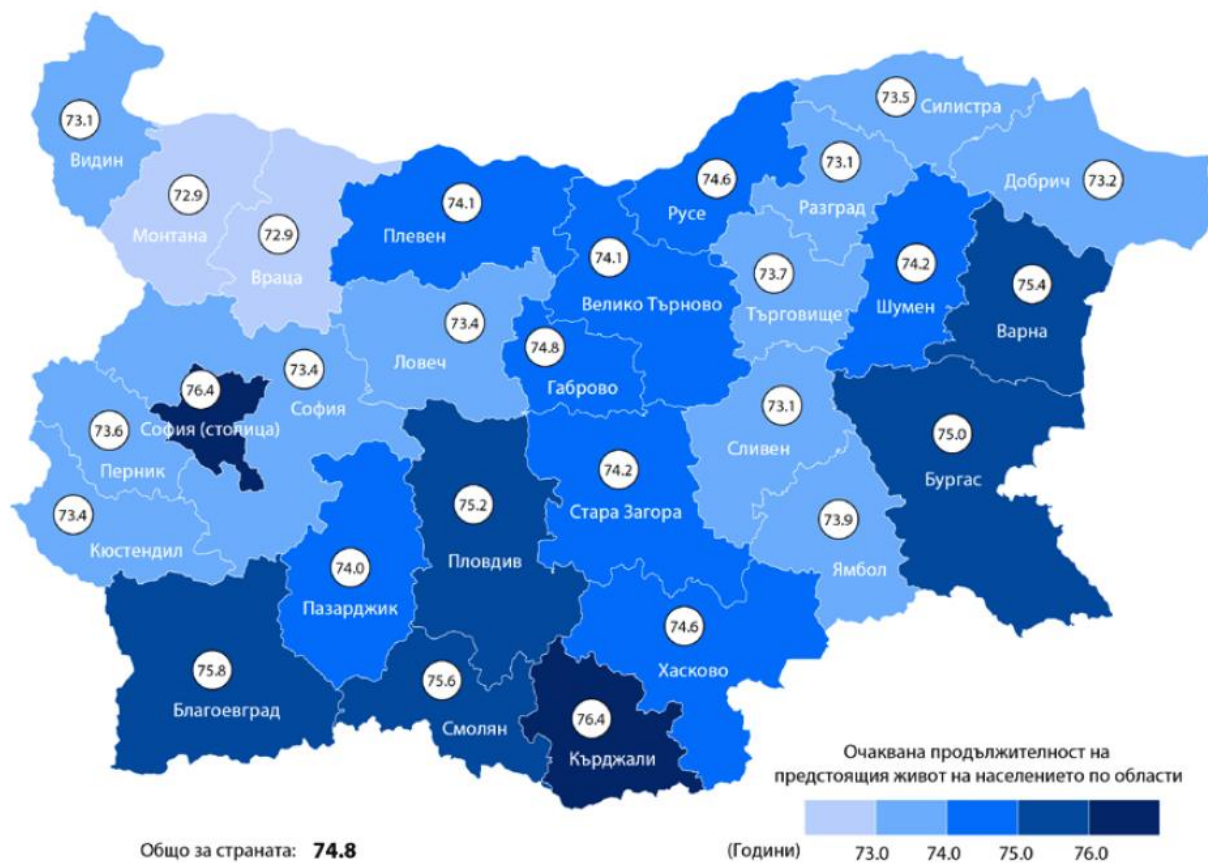 73.5
Силистра
73.1
Видин
73.1
Разград
73.2
Добрич
74.6
Русе
72.9
Монтана
74.1
Плевен
72.9
Враца
74.1
Велико Търново
73.7
Търговище
74.2
Шумен
75.4
Варна
73.4
Ловеч
74.8
Габрово
73.4
София
76.4
София (столица)
73.6
Перник
73.1
Сливен
75.0
Бургас
74.2
Стара Загора
75.2
Пловдив
73.4
Кюстендил
73.9
Ямбол
74.0
Пазарджик
74.6
Хасково
75.8
Благоевград
75.6
Смолян
76.4
Кърджали
Очаквана продължителност на
предстоящия живот на населението по области
Общо за страната: 74.8
(Години) 73.0 74.0 75.0 76.0